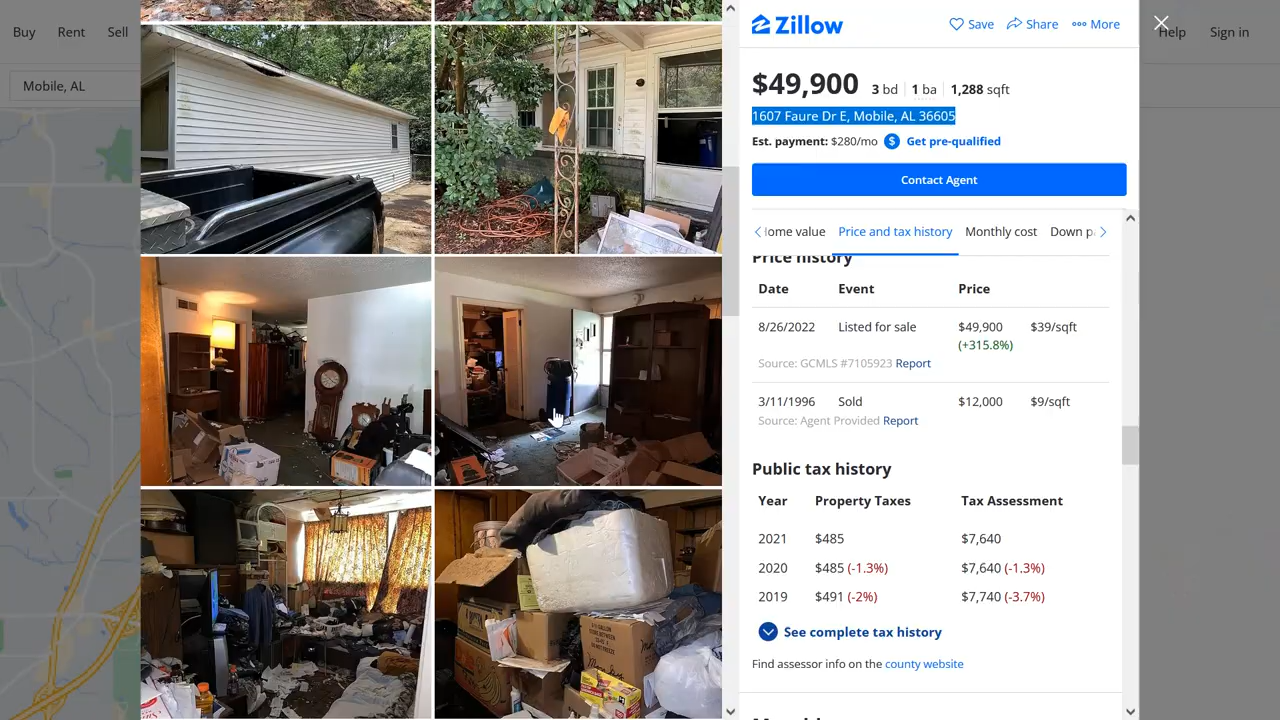 Buy
Rent
Sell
Mobile, AL
Zillow
Save
Share
More
Help
Sign in
$49,900
3 bd
1 ba
1,288 sqft
1607 Faure Dr E, Mobile, AL 36605
Est. payment: $280/mo
$
Get pre-qualified
Contact Agent
Home value
Price and tax history
Monthly cost
Down p
Price history
Date
Event
Price
8/26/2022
Listed for sale
$49,900
(+315.8%)
$39/sqft
Source: GCMLS #7105923 Report
3/11/1996
Sold
$12,000
$9/sqft
Source: Agent Provided Report
Public tax history
Year
Property Taxes
Tax Assessment
2021
$485
$7,640
2020
$485 (-1.3%)
$7,640 (-1.3%)
2019
$491 (-2%)
$7,740 (-3.7%)
See complete tax history
Find assessor info on the county website